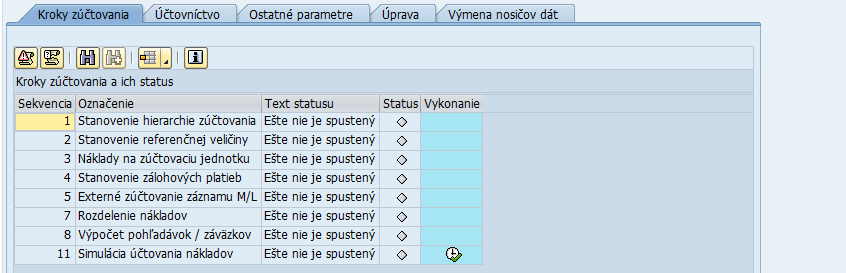 Kroky zúčtovania Účtovníctvo Ostatné parametre Úprava Výmena nosičov dát
Kroky zúčtovania a ich status
Sekvencia Označenie Text statusu Status Vykonanie
1 Stanovenie hierarchie zúčtovania Ešte nie je spustený
2 Stanovenie referenčnej veličiny Ešte nie je spustený
3 Náklady na zúčtovaciu jednotku Ešte nie je spustený
4 Stanovenie zálohových platieb Ešte nie je spustený
5 Externé zúčtovanie záznamu M/L Ešte nie je spustený
7 Rozdelenie nákladov Ešte nie je spustený
8 Výpočet pohľadávok / záväzkov Ešte nie je spustený
11 Simulácia účtovania nákladov Ešte nie je spustený